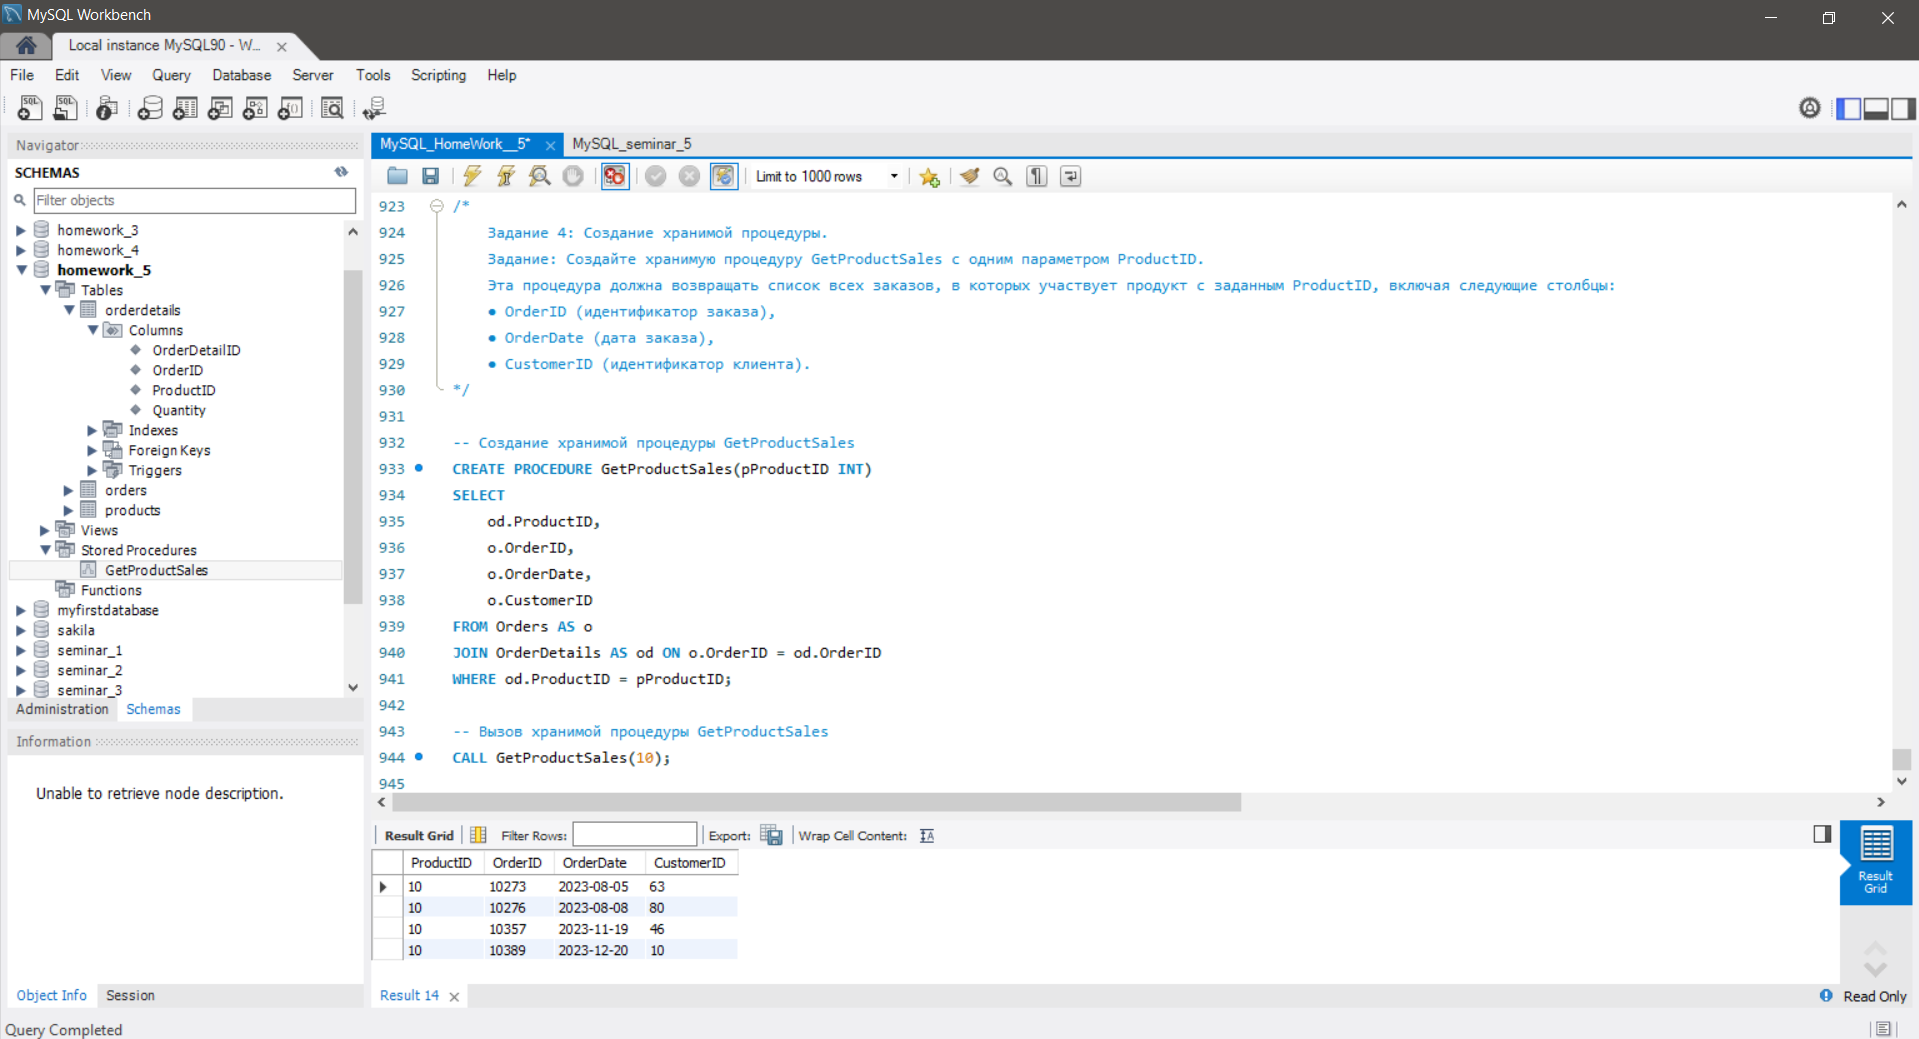 MySQL Workbench
Local instance MySQL90 - W...
File Edit View Query Database Server Tools Scripting Help
Navigator
SCHEMAS
Filter objects
homework_3
homework_4
homework_5
Tables
orderdetails
Columns
OrderDetailID
OrderID
ProductID
Quantity
Indexes
Foreign Keys
Triggers
orders
products
Views
Stored Procedures
GetProductSales
Functions
myfirstdatabase
sakila
seminar_1
seminar_2
seminar_3
Administration Schemas
Information
Unable to retrieve node description.
Object Info Session
MySQL_HomeWork__5* MySQL_seminar_5
Limit to 1000 rows
923 /*
924 Задание 4: Создание хранимой процедуры.
925 Задание: Создайте хранимую процедуру GetProductSales с одним параметром ProductID.
926 Эта процедура должна возвращать список всех заказов, в которых участвует продукт с заданным ProductID, включая следующие столбцы:
927 ● OrderID (идентификатор заказа),
928 ● OrderDate (дата заказа),
929 ● CustomerID (идентификатор клиента).
930 */
931
932 -- Создание хранимой процедуры GetProductSales
933 CREATE PROCEDURE GetProductSales(pProductID INT)
934 SELECT
935 od.ProductID,
936 o.OrderID,
937 o.OrderDate,
938 o.CustomerID
939 FROM Orders AS o
940 JOIN OrderDetails AS od ON o.OrderID = od.OrderID
941 WHERE od.ProductID = pProductID;
942
943 -- Вызов хранимой процедуры GetProductSales
944 CALL GetProductSales(10);
945
Result Grid Filter Rows: Export: Wrap Cell Content:
ProductID OrderID OrderDate CustomerID
10 10273 2023-08-05 63
10 10276 2023-08-08 80
10 10357 2023-11-19 46
10 10389 2023-12-20 10
Result
Grid
Result 14
Read Only
Query Completed